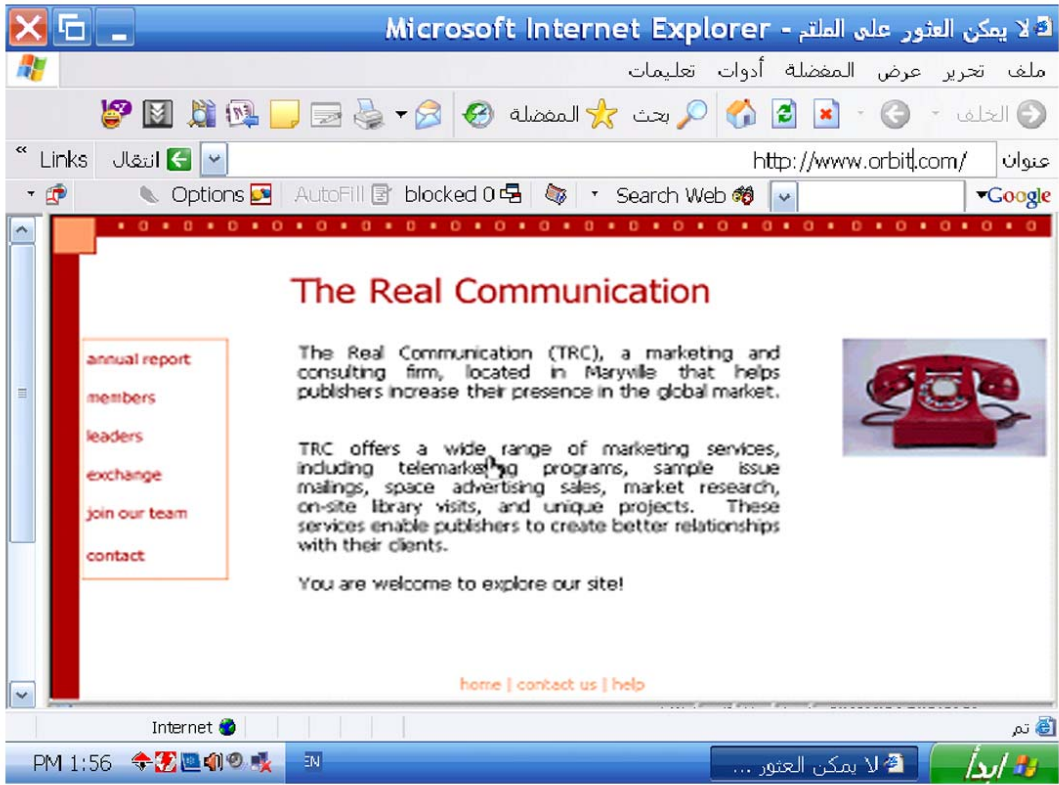 لا يمكن العثور على الملقم - Microsoft Internet Explorer
ملف تحرير عرض المفضلة أدوات تعليمات
الخلف بحث المفضلة
عنوان http://www.orbit.com/ انتقال Links »
Google Search Web blocked 0 AutoFill Options
The Real Communication
annual report
members
leaders
exchange
join our team
contact
The Real Communication (TRC), a marketing and
consulting firm, located in Maryville that helps
publishers increase their presence in the global market.
TRC offers a wide range of marketing services,
including telemarketing programs, sample issue
mailings, space advertising sales, market research,
on-site library visits, and unique projects. These
services enable publishers to create better relationships
with their clients.
You are welcome to explore our site!
home | contact us | help
تم Internet
ابدأ لا يمكن العثور ... EN 1:56 PM